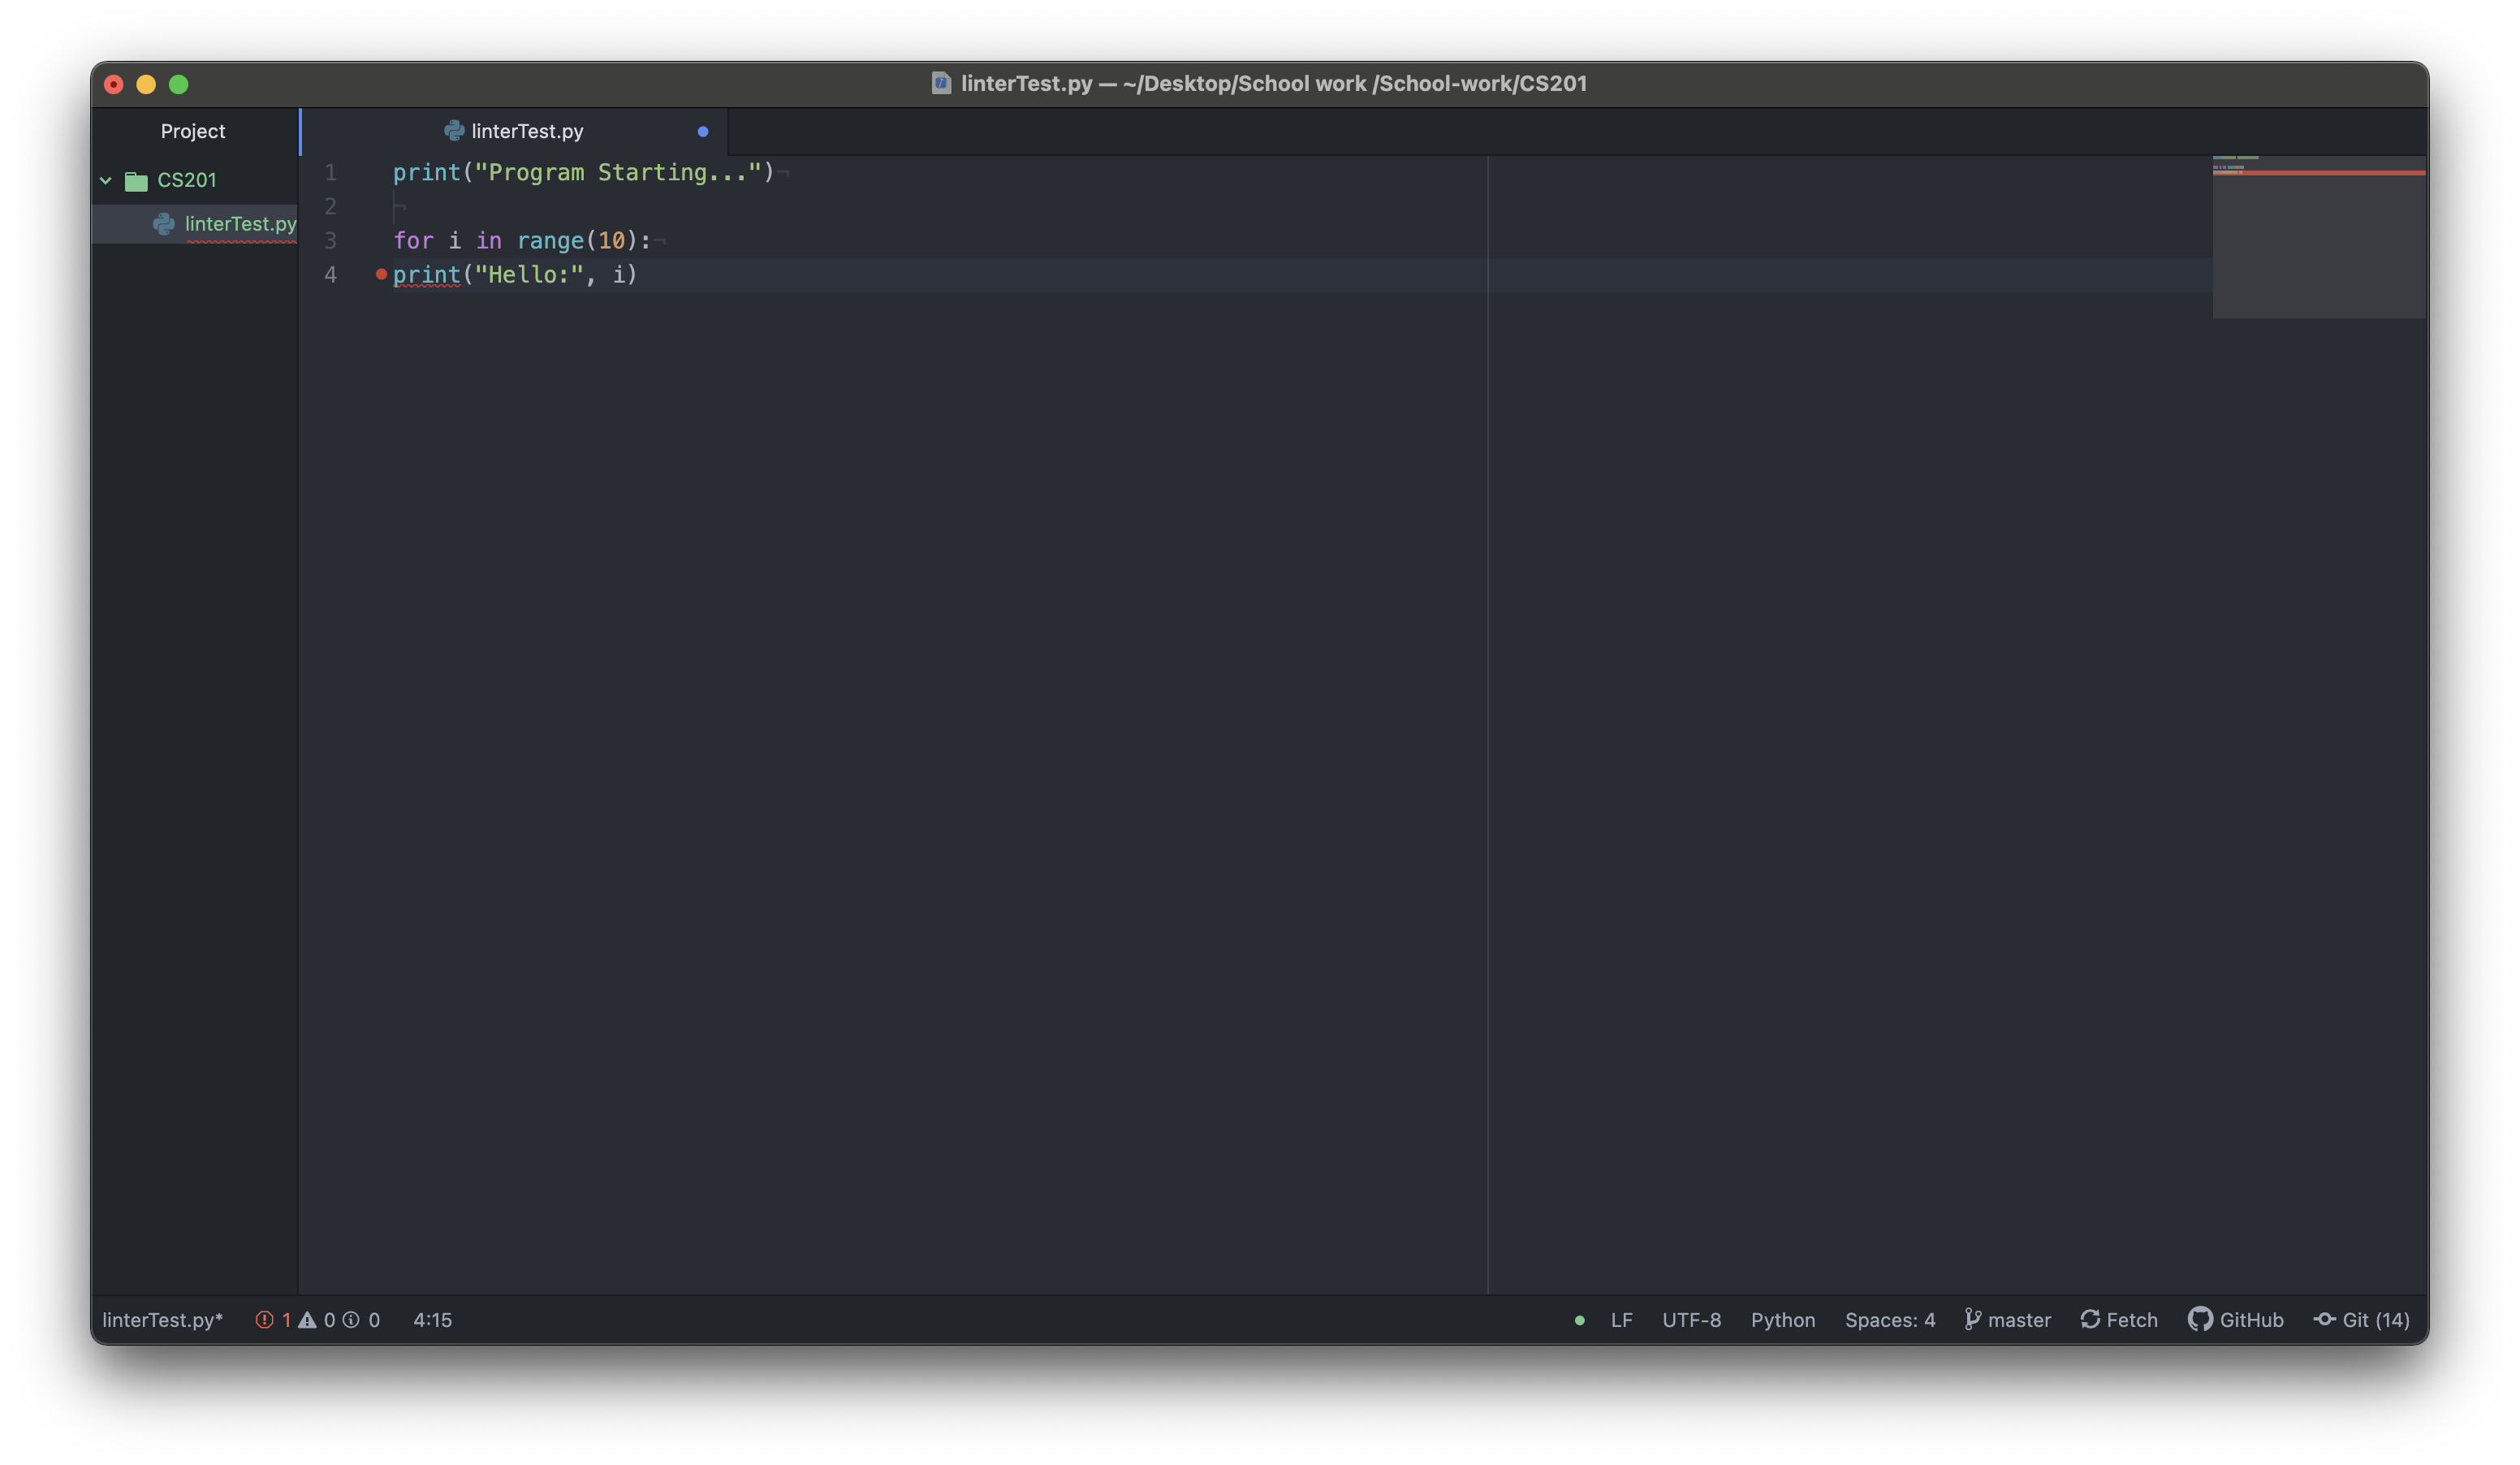 linterTest.py — ~/Desktop/School work /School-work/CS201
Project
linterTest.py
CS201
linterTest.py
1 print("Program Starting...")¬
2 ¬
3 for i in range(10):¬
4 print("Hello:", i)
linterTest.py* 1 0 0 4:15 LF UTF-8 Python Spaces: 4 master Fetch GitHub Git (14)